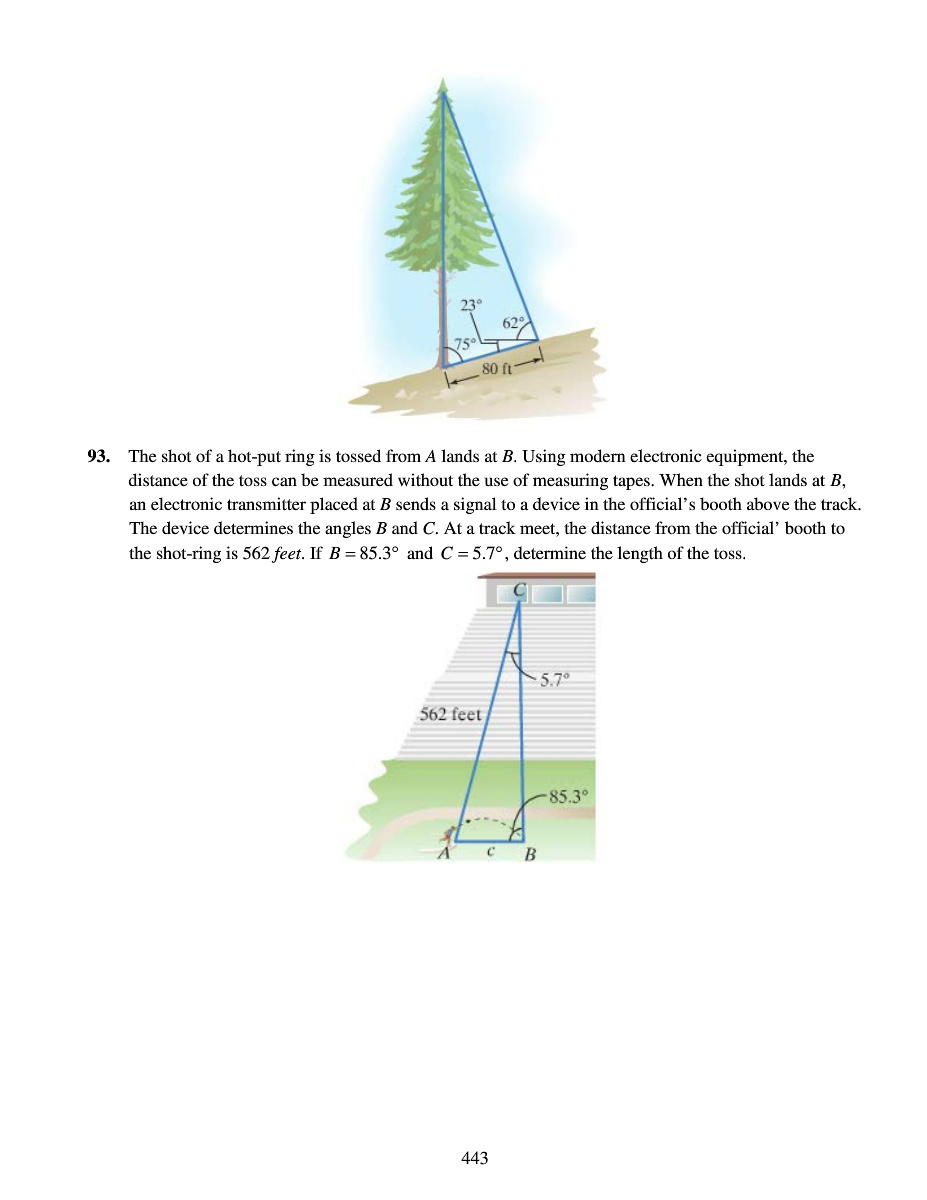 23°
62°
75°
80 ft
93. The shot of a hot-put ring is tossed from A lands at B. Using modern electronic equipment, the
distance of the toss can be measured without the use of measuring tapes. When the shot lands at B,
an electronic transmitter placed at B sends a signal to a device in the official's booth above the track.
The device determines the angles B and C. At a track meet, the distance from the official' booth to
the shot-ring is 562 feet. If B = 85.3° and C = 5.7°, determine the length of the toss.
C
5.7°
562 feet
85.3°
A c B
443